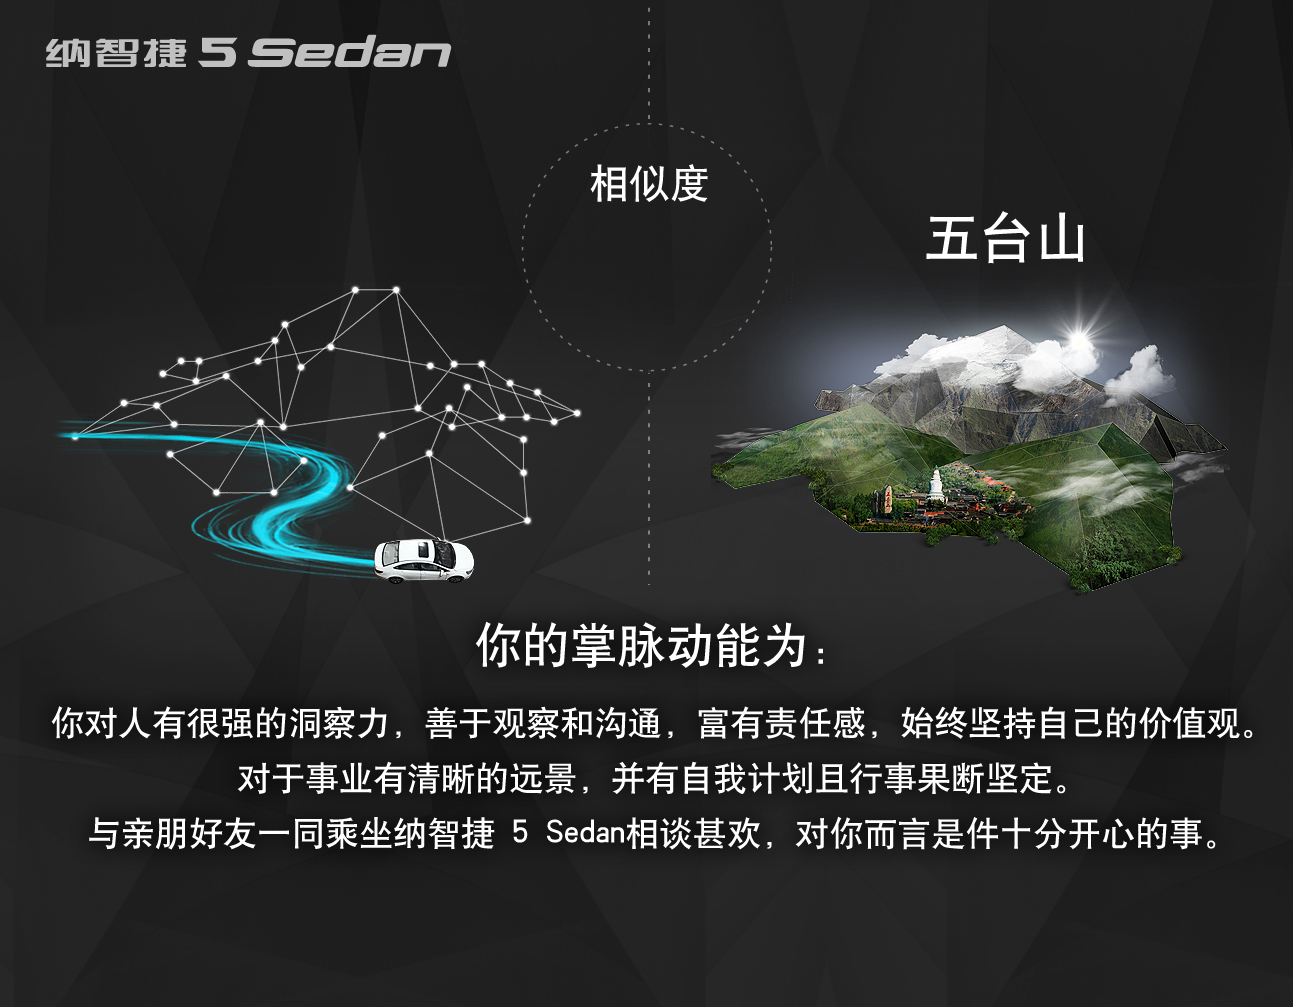 纳智捷 5 Sedan
相似度
五台山
你的掌脉动能为：
你对人有很强的洞察力，善于观察和沟通，富有责任感，始终坚持自己的价值观。
对于事业有清晰的远景，并有自我计划且行事果断坚定。
与亲朋好友一同乘坐纳智捷 5 Sedan相谈甚欢，对你而言是件十分开心的事。